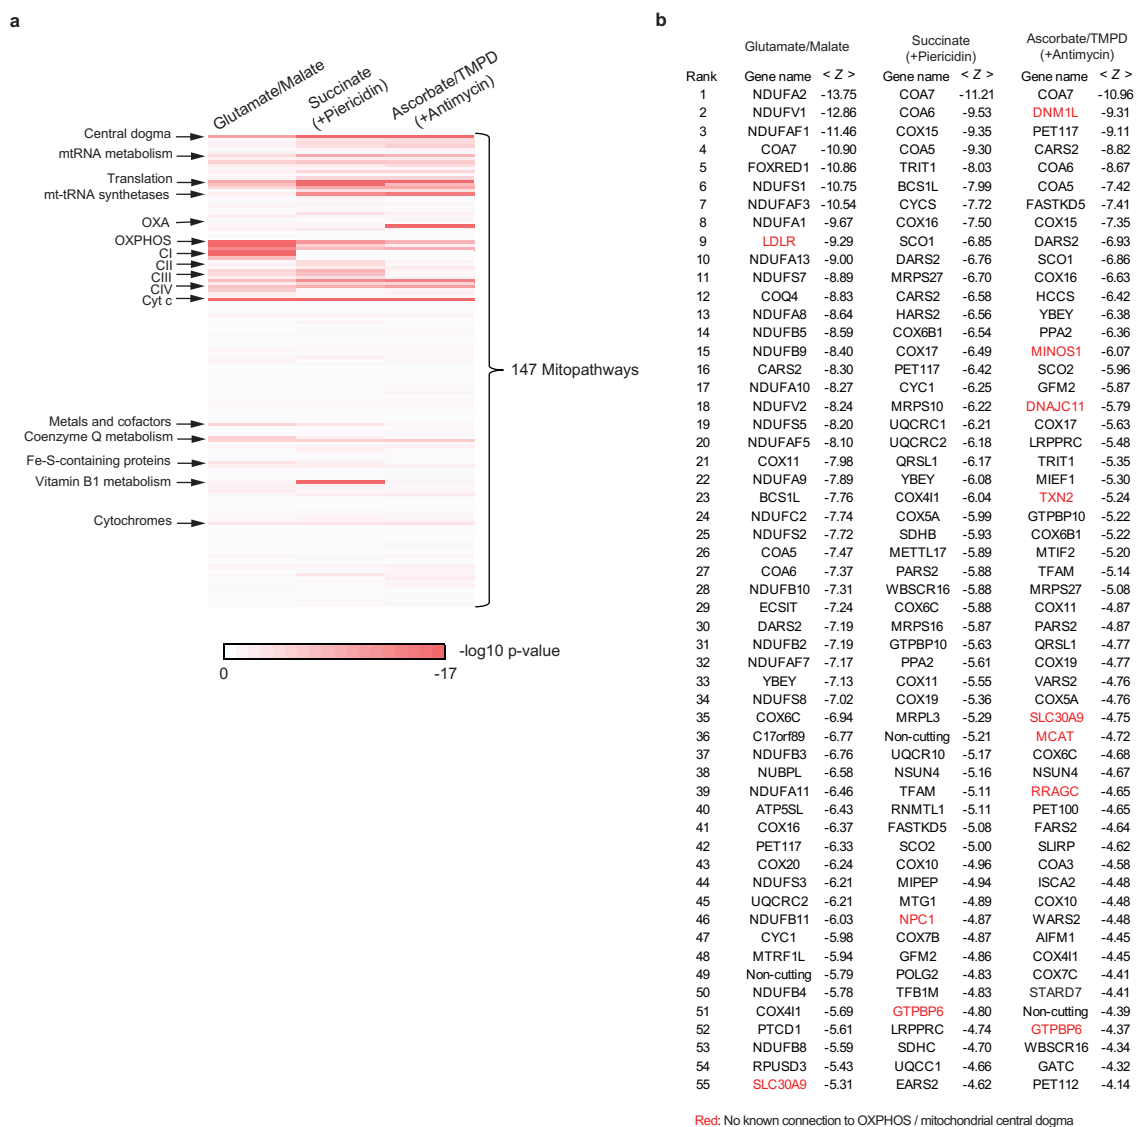 a
Glutamate/Malate
Succinate
(+Piericidin)
Ascorbate/TMPD
(+Antimycin)
Central dogma
mtRNA metabolism
Translation
mt-tRNA synthetases
OXA
OXPHOS
CI
CII
CIII
CIV
Cyt c
147 Mitopathways
Metals and cofactors
Coenzyme Q metabolism
Fe-S-containing proteins
Vitamin B1 metabolism
Cytochromes
-log10 p-value
0 -17
b
Glutamate/Malate Succinate (+Piericidin) Ascorbate/TMPD (+Antimycin)
Rank Gene name < Z > Gene name < Z > Gene name < Z >
1 NDUFA2 -13.75 COA7 -11.21 COA7 -10.96
2 NDUFV1 -12.86 COA6 -9.53 DNM1L -9.31
3 NDUFAF1 -11.46 COX15 -9.35 PET117 -9.11
4 COA7 -10.90 COA5 -9.30 CARS2 -8.82
5 FOXRED1 -10.86 TRIT1 -8.03 COA6 -8.67
6 NDUFS1 -10.75 BCS1L -7.99 COA5 -7.42
7 NDUFAF3 -10.54 CYCS -7.72 FASTKD5 -7.41
8 NDUFA1 -9.67 COX16 -7.50 COX15 -7.35
9 LDLR -9.29 SCO1 -6.85 DARS2 -6.93
10 NDUFA13 -9.00 DARS2 -6.76 SCO1 -6.86
11 NDUFS7 -8.89 MRPS27 -6.70 COX16 -6.63
12 COQ4 -8.83 CARS2 -6.58 HCCS -6.42
13 NDUFA8 -8.64 HARS2 -6.56 YBEY -6.38
14 NDUFB5 -8.59 COX6B1 -6.54 PPA2 -6.36
15 NDUFB9 -8.40 COX17 -6.49 MINOS1 -6.07
16 CARS2 -8.30 PET117 -6.42 SCO2 -5.96
17 NDUFA10 -8.27 CYC1 -6.25 GFM2 -5.87
18 NDUFV2 -8.24 MRPS10 -6.22 DNAJC11 -5.79
19 NDUFS5 -8.20 UQCRC1 -6.21 COX17 -5.63
20 NDUFAF5 -8.10 UQCRC2 -6.18 LRPPRC -5.48
21 COX11 -7.98 QRSL1 -6.17 TRIT1 -5.35
22 NDUFA9 -7.89 YBEY -6.08 MIEF1 -5.30
23 BCS1L -7.76 COX4I1 -6.04 TXN2 -5.24
24 NDUFC2 -7.74 COX5A -5.99 GTPBP10 -5.22
25 NDUFS2 -7.72 SDHB -5.93 COX6B1 -5.22
26 COA5 -7.47 METTL17 -5.89 MTIF2 -5.20
27 COA6 -7.37 PARS2 -5.88 TFAM -5.14
28 NDUFB10 -7.31 WBSCR16 -5.88 MRPS27 -5.08
29 ECSIT -7.24 COX6C -5.88 COX11 -4.87
30 DARS2 -7.19 MRPS16 -5.87 PARS2 -4.87
31 NDUFB2 -7.19 GTPBP10 -5.63 QRSL1 -4.77
32 NDUFAF7 -7.17 PPA2 -5.61 COX19 -4.77
33 YBEY -7.13 COX11 -5.55 VARS2 -4.76
34 NDUFS8 -7.02 COX19 -5.36 COX5A -4.76
35 COX6C -6.94 MRPL3 -5.29 SLC30A9 -4.75
36 C17orf89 -6.77 Non-cutting -5.21 MCAT -4.72
37 NDUFB3 -6.76 UQCR10 -5.17 COX6C -4.68
38 NUBPL -6.58 NSUN4 -5.16 NSUN4 -4.67
39 NDUFA11 -6.46 TFAM -5.11 RRAGC -4.65
40 ATP5SL -6.43 RNMTL1 -5.11 PET100 -4.65
41 COX16 -6.37 FASTKD5 -5.08 FARS2 -4.64
42 PET117 -6.33 SCO2 -5.00 SLIRP -4.62
43 COX20 -6.24 COX10 -4.96 COA3 -4.58
44 NDUFS3 -6.21 MIPEP -4.94 ISCA2 -4.48
45 UQCRC2 -6.21 MTG1 -4.89 COX10 -4.48
46 NDUFB11 -6.03 NPC1 -4.87 WARS2 -4.48
47 CYC1 -5.98 COX7B -4.87 AIFM1 -4.45
48 MTRF1L -5.94 GFM2 -4.86 COX4I1 -4.45
49 Non-cutting -5.79 POLG2 -4.83 COX7C -4.41
50 NDUFB4 -5.78 TFB1M -4.83 STARD7 -4.41
51 COX4I1 -5.69 GTPBP6 -4.80 Non-cutting -4.39
52 PTCD1 -5.61 LRPPRC -4.74 GTPBP6 -4.37
53 NDUFB8 -5.59 SDHC -4.70 WBSCR16 -4.34
54 RPUSD3 -5.43 UQCC1 -4.66 GATC -4.32
55 SLC30A9 -5.31 EARS2 -4.62 PET112 -4.14
Red: No known connection to OXPHOS / mitochondrial central dogma